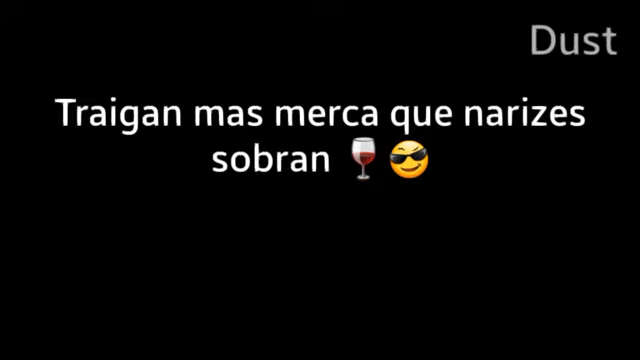 Dust
Traigan mas merca que narizes
sobran 🍷😎